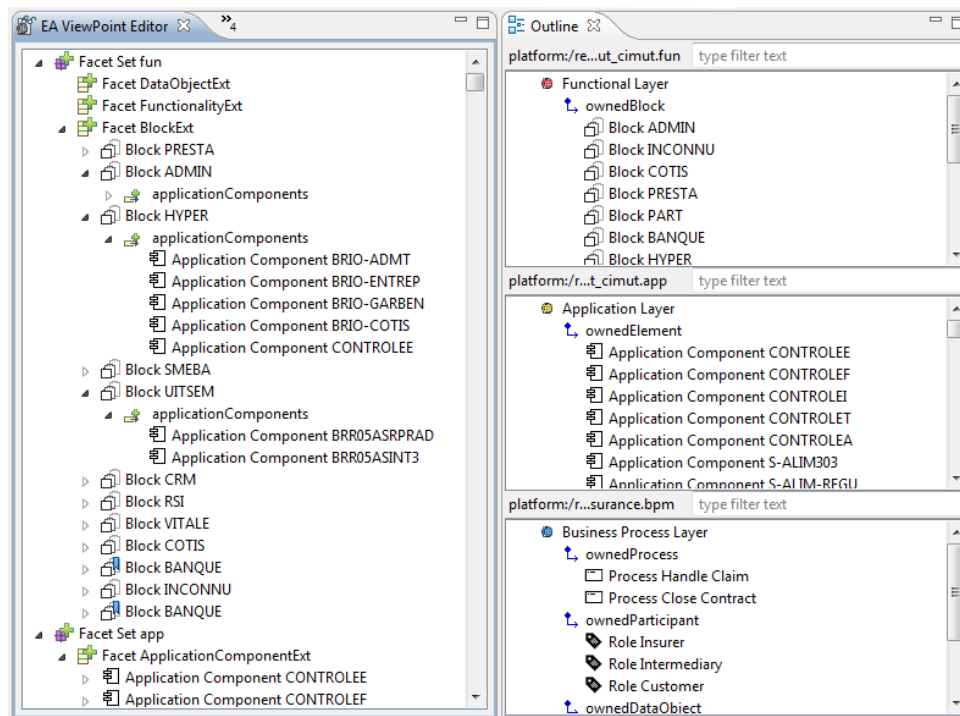 EA ViewPoint Editor
»4
Facet Set fun
Facet DataObjectExt
Facet FunctionalityExt
Facet BlockExt
Block PRESTA
Block ADMIN
applicationComponents
Block HYPER
applicationComponents
Application Component BRIO-ADMT
Application Component BRIO-ENTREP
Application Component BRIO-GARBEN
Application Component BRIO-COTIS
Application Component CONTROLEE
Block SMEBA
Block UITSEM
applicationComponents
Application Component BRR05ASRPRAD
Application Component BRR05ASINT3
Block CRM
Block RSI
Block VITALE
Block COTIS
Block BANQUE
Block INCONNU
Block BANQUE
Facet Set app
Facet ApplicationComponentExt
Application Component CONTROLEE
Application Component CONTROLEF
Outline
platform:/re...ut_cimut.fun type filter text
Functional Layer
ownedBlock
Block ADMIN
Block INCONNU
Block COTIS
Block PRESTA
Block PART
Block BANQUE
Block HYPER
platform:/r...t_cimut.app type filter text
Application Layer
ownedElement
Application Component CONTROLEE
Application Component CONTROLEF
Application Component CONTROLEI
Application Component CONTROLET
Application Component CONTROLEA
Application Component S-ALIM303
Application Component S-ALIM-REGU
platform:/r...surance.bpm type filter text
Business Process Layer
ownedProcess
Process Handle Claim
Process Close Contract
ownedParticipant
Role Insurer
Role Intermediary
Role Customer
ownedDataObject